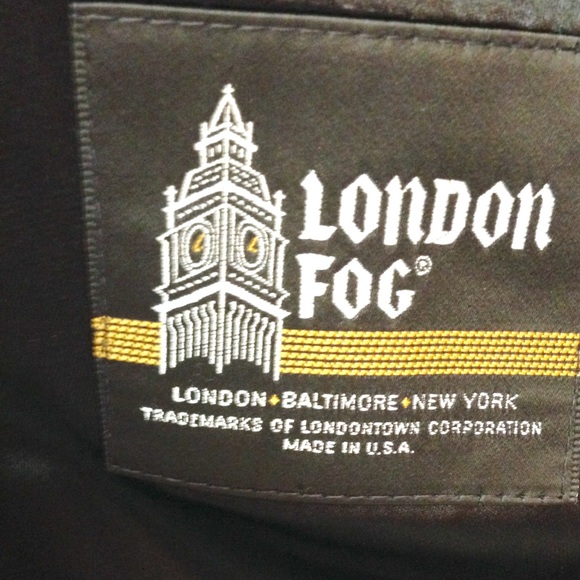 LONDON
FOG®
LONDON♦BALTIMORE♦NEW YORK
TRADEMARKS OF LONDONTOWN CORPORATION
MADE IN U.S.A.